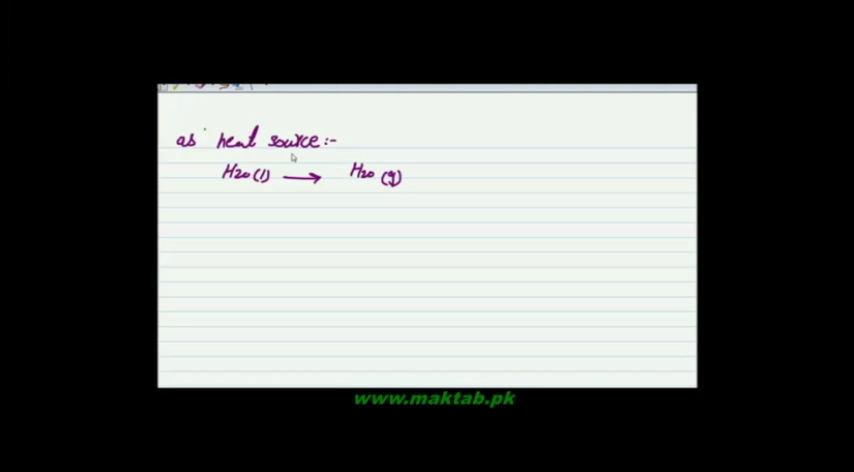 as heat source:-
H2O(l) → H2O(g)
www.maktab.pk